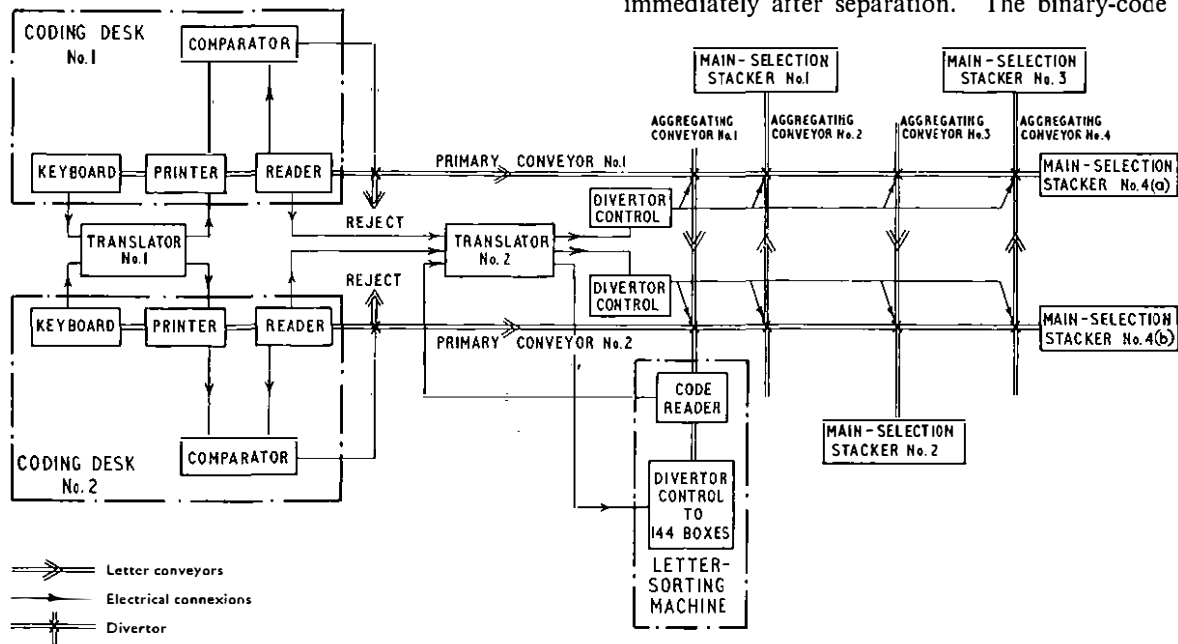 immediately after separation. The binary-code
CODING DESK
No.1
COMPARATOR
KEYBOARD
PRINTER
READER
TRANSLATOR
No.1
KEYBOARD
PRINTER
READER
COMPARATOR
CODING DESK
No. 2
REJECT
REJECT
PRIMARY CONVEYOR No.1
PRIMARY CONVEYOR No.2
TRANSLATOR
No.2
DIVERTOR
CONTROL
DIVERTOR
CONTROL
MAIN-SELECTION
STACKER No.1
MAIN-SELECTION
STACKER No. 3
AGGREGATING
CONVEYOR No.1
AGGREGATING
CONVEYOR No.2
AGGREGATING
CONVEYOR No.3
AGGREGATING
CONVEYOR No.4
MAIN-SELECTION
STACKER No.4(a)
MAIN-SELECTION
STACKER No.4(b)
MAIN-SELECTION
STACKER No.2
CODE
READER
DIVERTOR
CONTROL
TO
144 BOXES
LETTER-
SORTING
MACHINE
Letter conveyors
Electrical connexions
Divertor